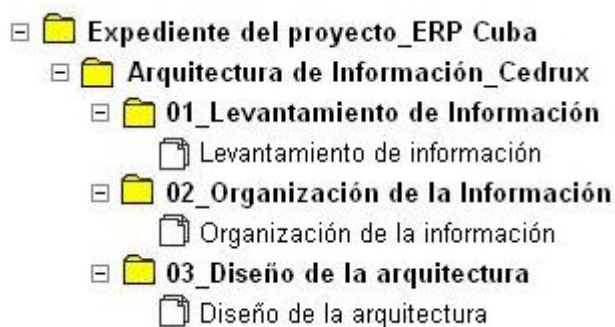 Expediente del proyecto_ERP Cuba
Arquitectura de Información_Cedrux
01_Levantamiento de Información
Levantamiento de información
02_Organización de la Información
Organización de la información
03_Diseño de la arquitectura
Diseño de la arquitectura